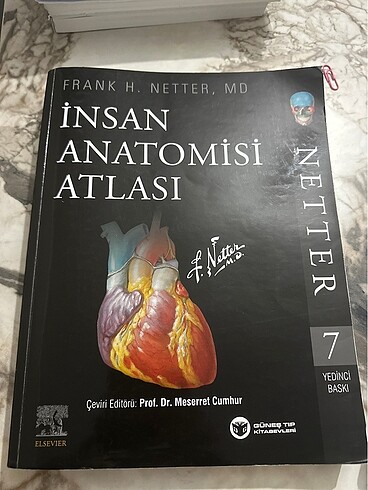 FRANK H. NETTER, MD
İNSAN
ANATOMİSİ
ATLASI
NETTER
F. Netter
M.D.
7
YEDİNCİ
BASKI
Çeviri Editörü: Prof. Dr. Meserret Cumhur
ELSEVIER
GÜNEŞ TIP
KİTABEVLERİ